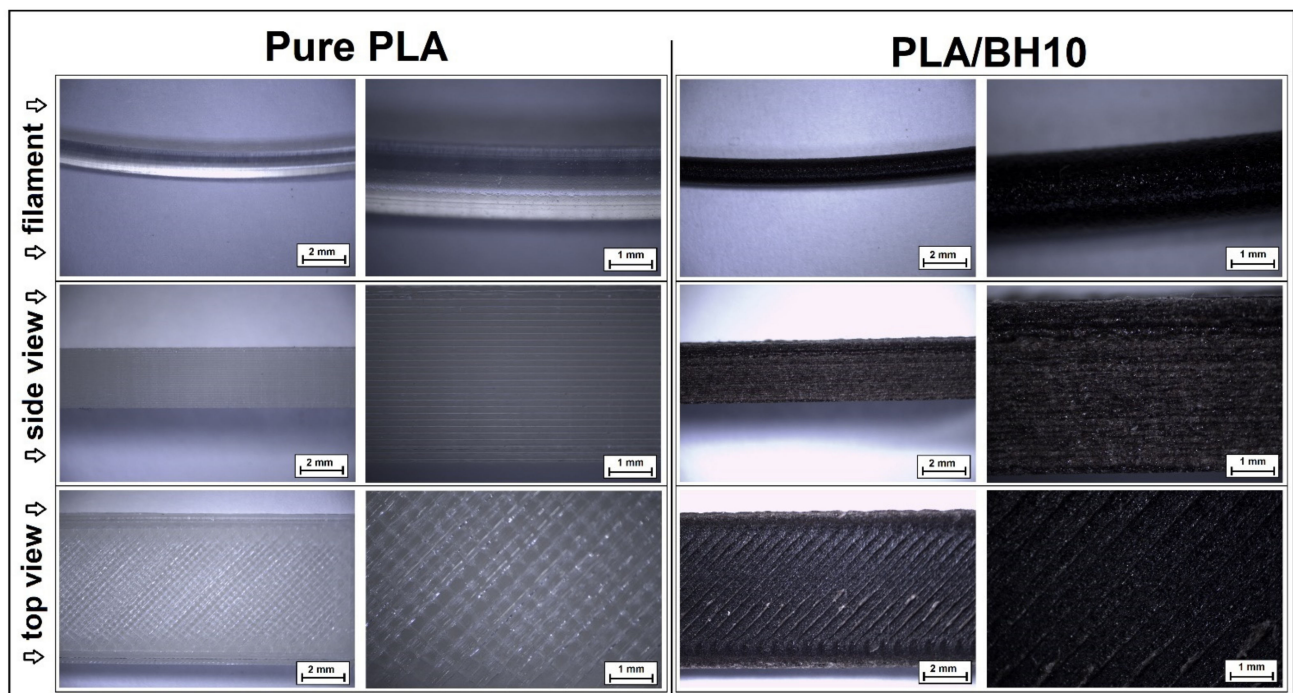 Pure PLA
PLA/BH10
⇩ filament ⇨
2 mm
1 mm
2 mm
1 mm
⇩ side view ⇨
2 mm
1 mm
2 mm
1 mm
⇩ top view ⇨
2 mm
1 mm
2 mm
1 mm